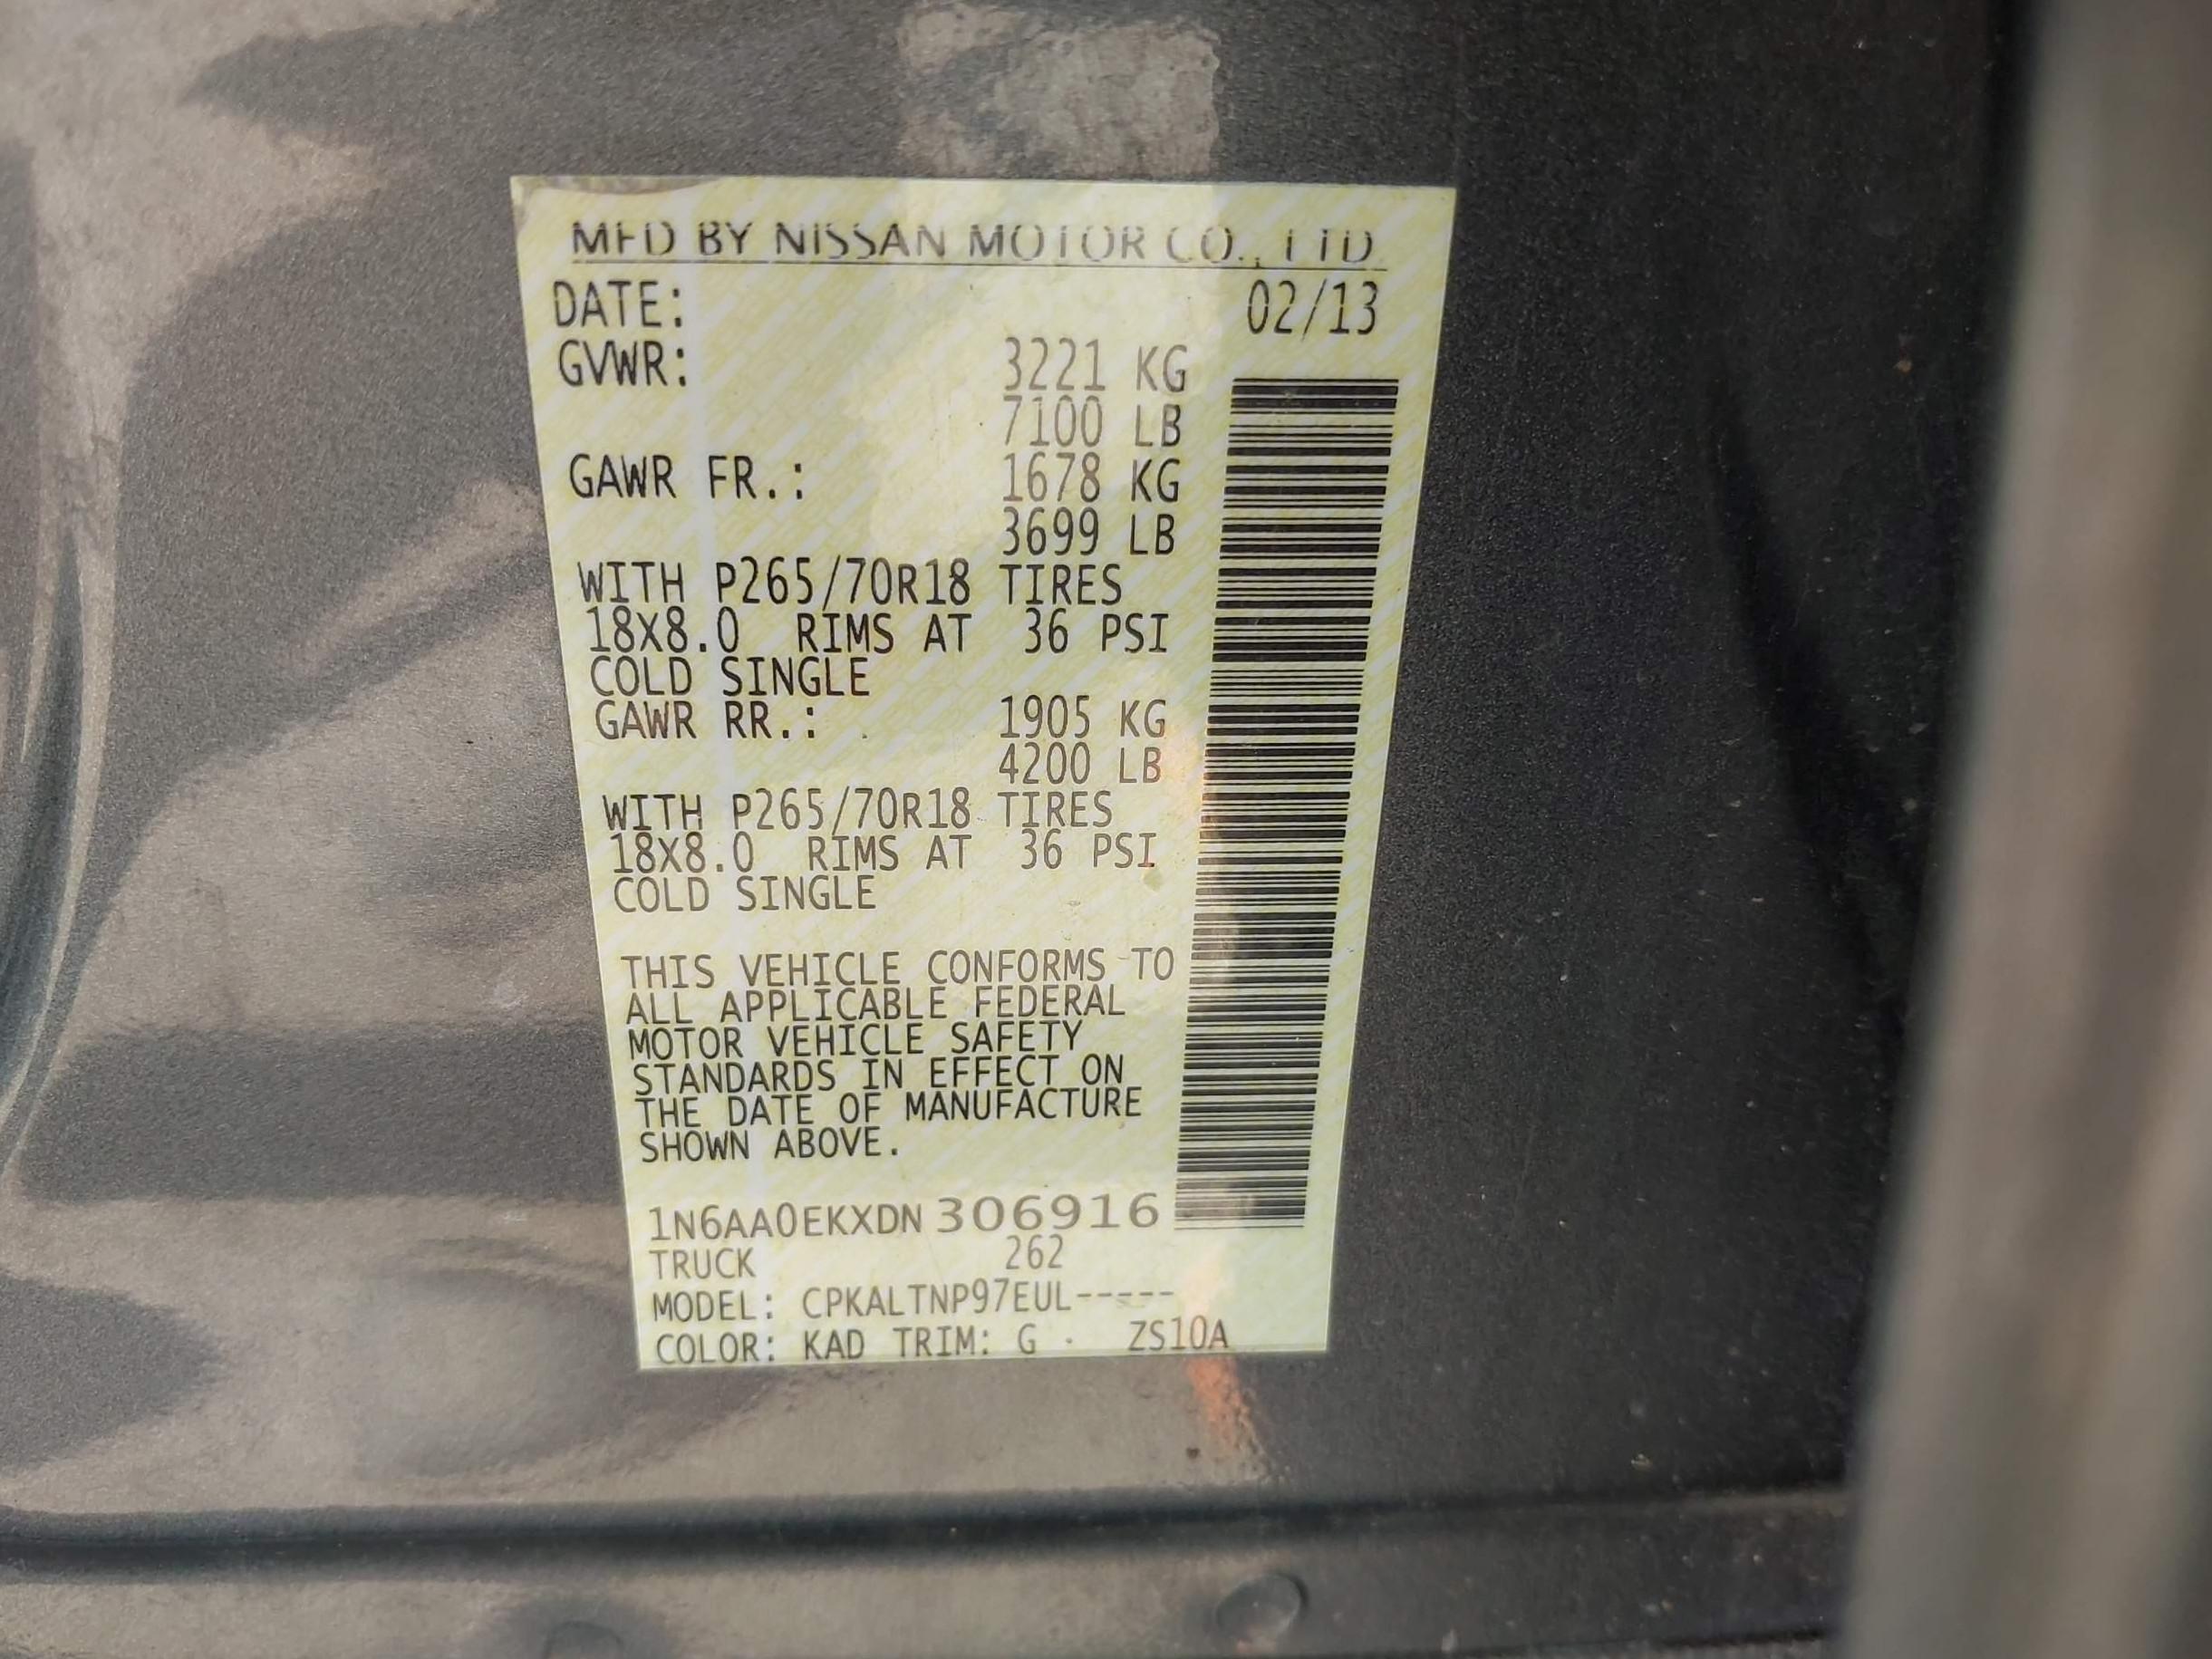 MFD BY NISSAN MOTOR CO., LTD.
DATE: 02/13
GVWR: 3221 KG
7100 LB
GAWR FR.: 1678 KG
3699 LB
WITH P265/70R18 TIRES
18X8.0 RIMS AT 36 PSI
COLD SINGLE
GAWR RR.: 1905 KG
4200 LB
WITH P265/70R18 TIRES
18X8.0 RIMS AT 36 PSI
COLD SINGLE
THIS VEHICLE CONFORMS TO
ALL APPLICABLE FEDERAL
MOTOR VEHICLE SAFETY
STANDARDS IN EFFECT ON
THE DATE OF MANUFACTURE
SHOWN ABOVE.
1N6AA0EKXDN306916
TRUCK 262
MODEL: CPKALTNP97EUL-----
COLOR: KAD TRIM: G ZS10A